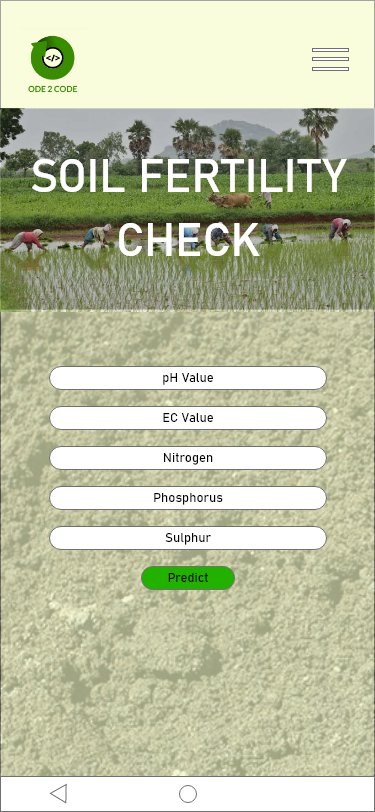 </>
ODE 2 CODE
SOIL FERTILITY
CHECK
pH Value
EC Value
Nitrogen
Phosphorus
Sulphur
Predict